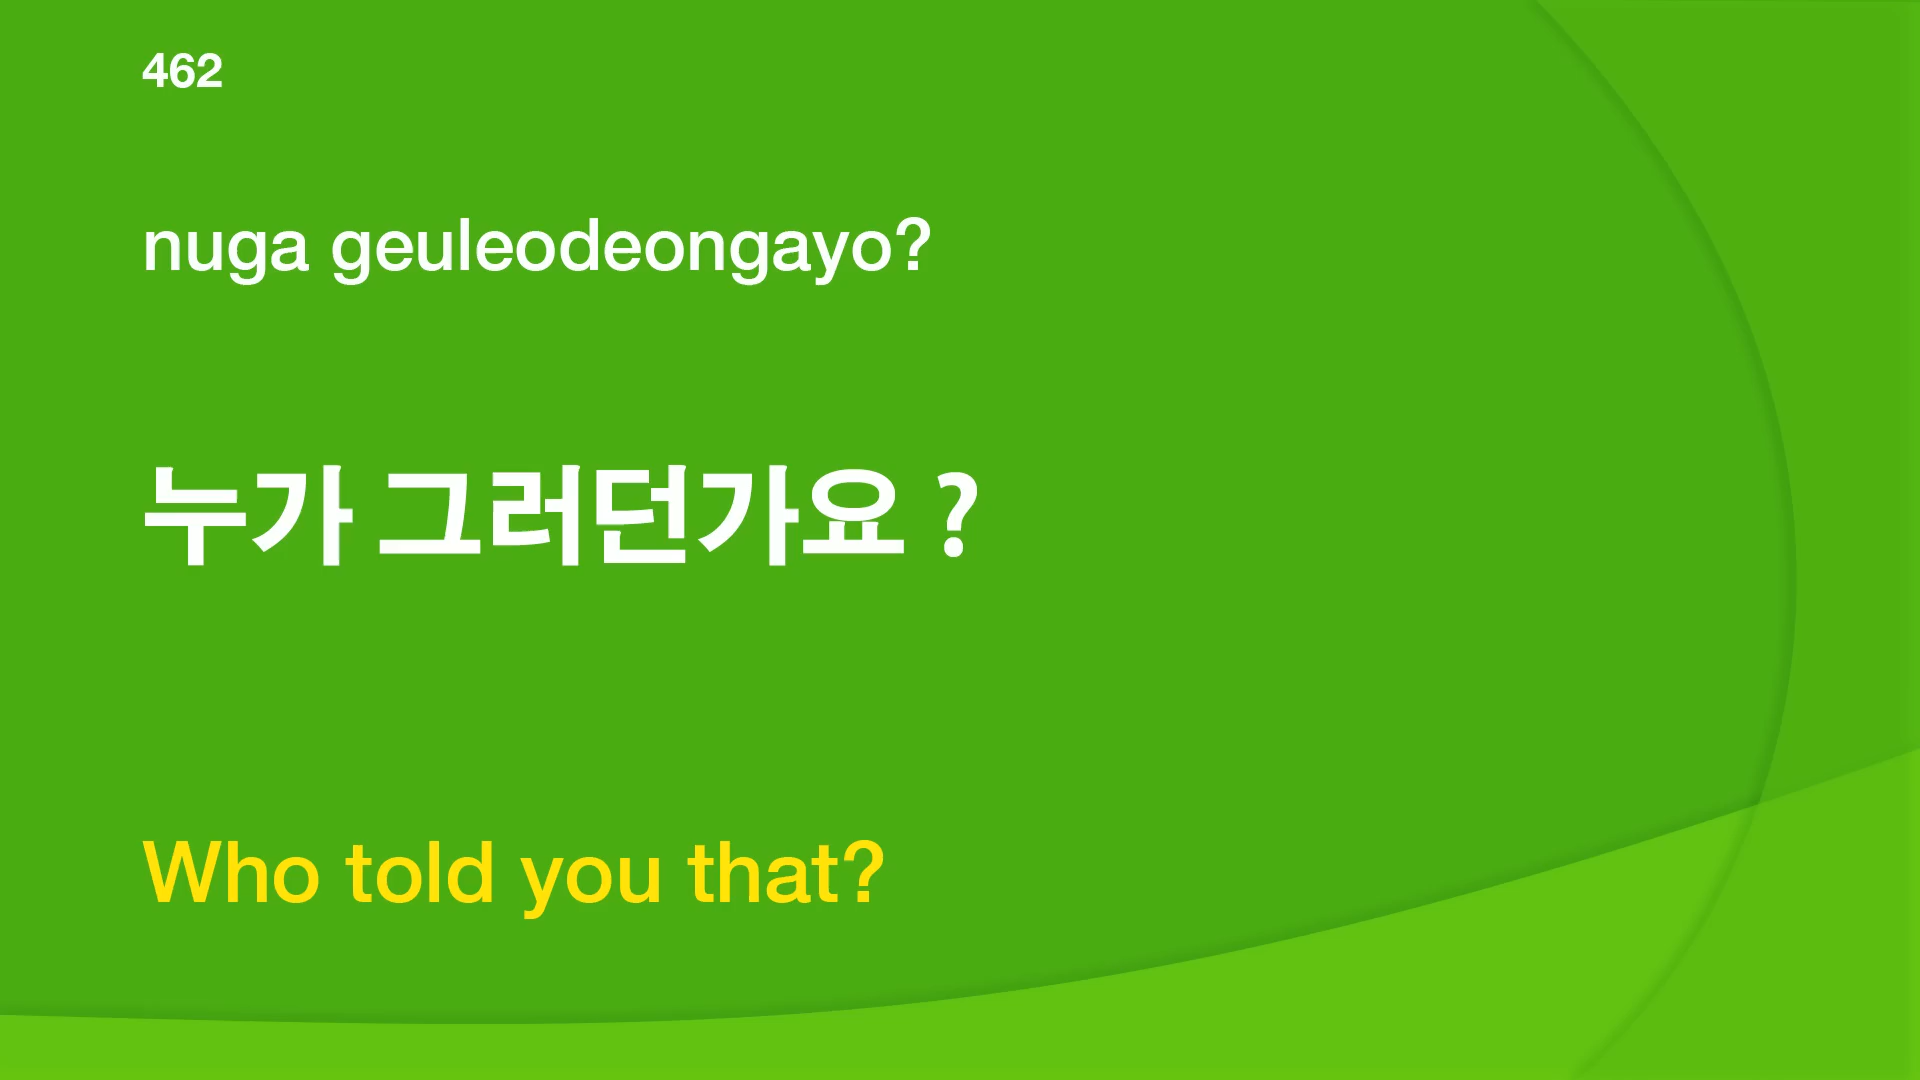 462
nuga geuleodeongayo?
누가 그러던가요 ?
Who told you that?